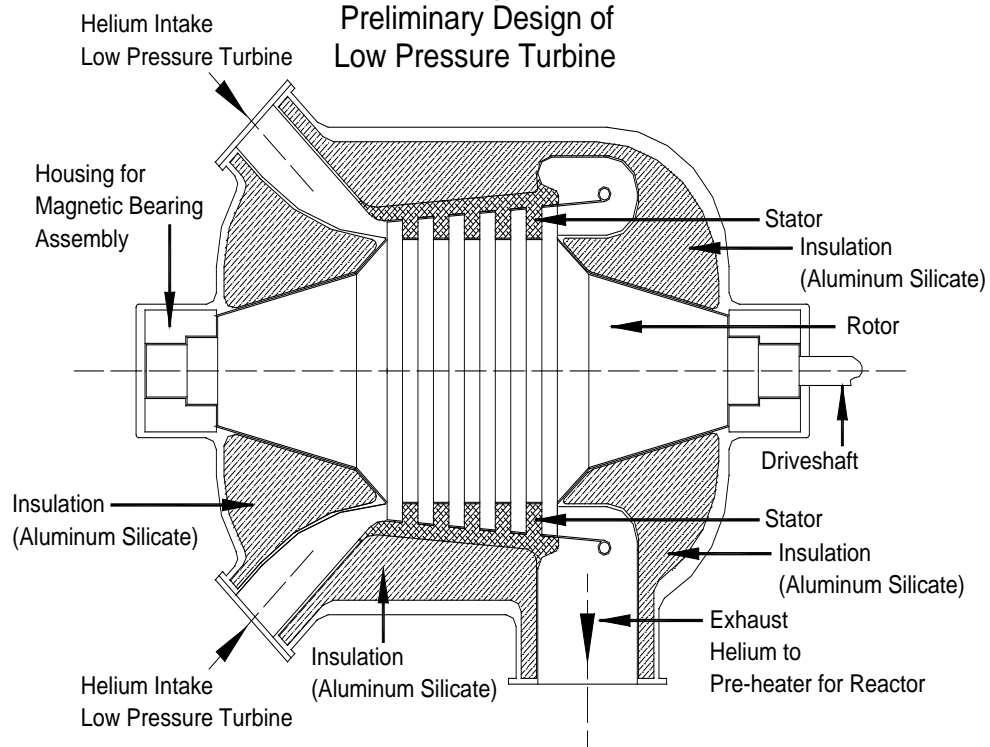 Preliminary Design of
Low Pressure Turbine
Helium Intake
Low Pressure Turbine
Housing for
Magnetic Bearing
Assembly
Stator
Insulation
(Aluminum Silicate)
Rotor
Driveshaft
Insulation
(Aluminum Silicate)
Stator
Insulation
(Aluminum Silicate)
Exhaust
Helium to
Pre-heater for Reactor
Insulation
(Aluminum Silicate)
Helium Intake
Low Pressure Turbine